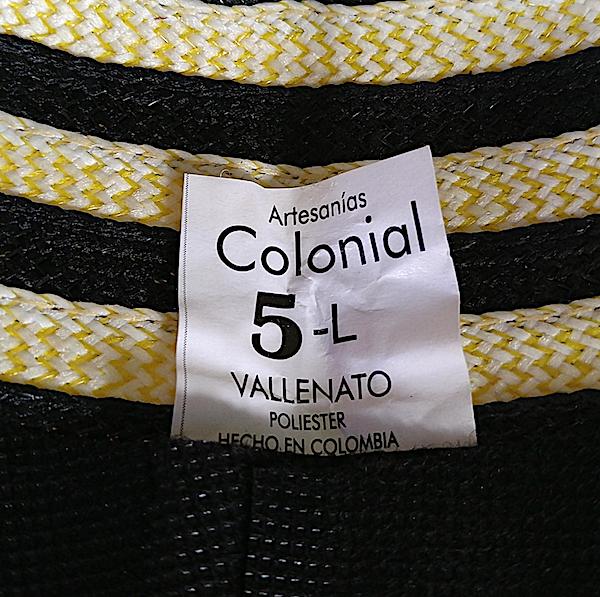 Artesanías
Colonial
5-L
VALLENATO
POLIESTER
HECHO EN COLOMBIA